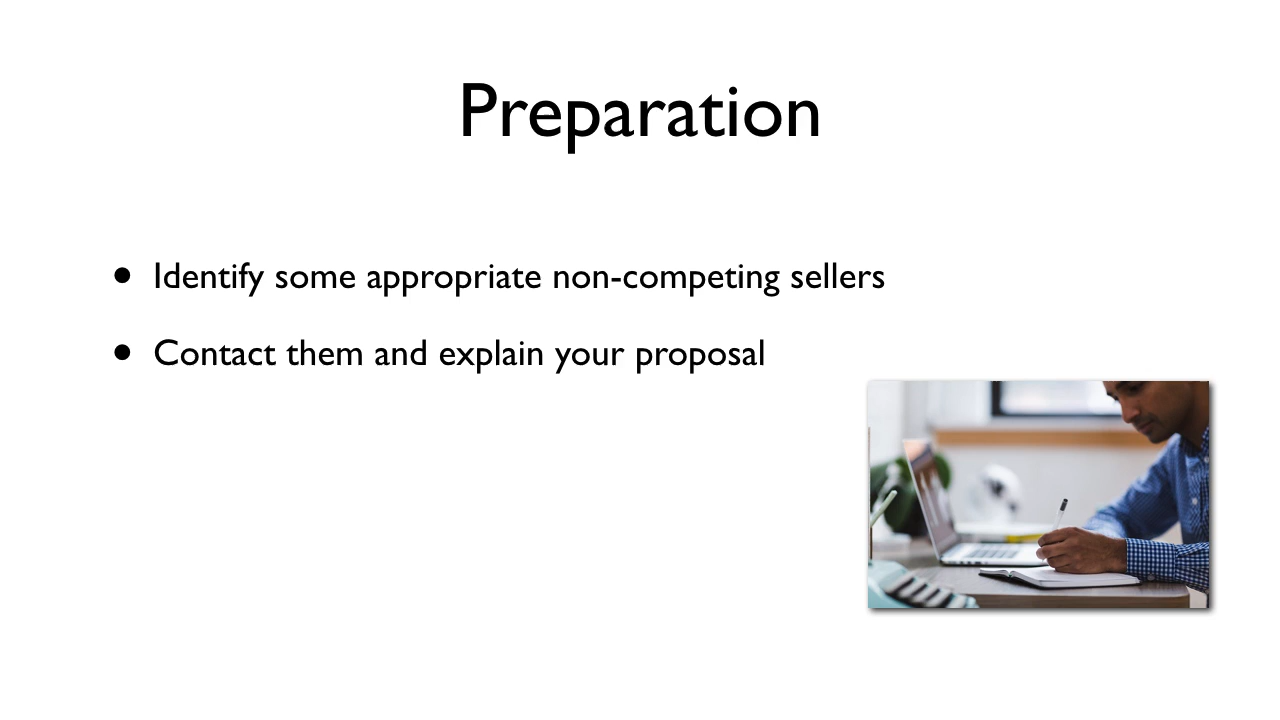 Preparation
• Identify some appropriate non-competing sellers
• Contact them and explain your proposal